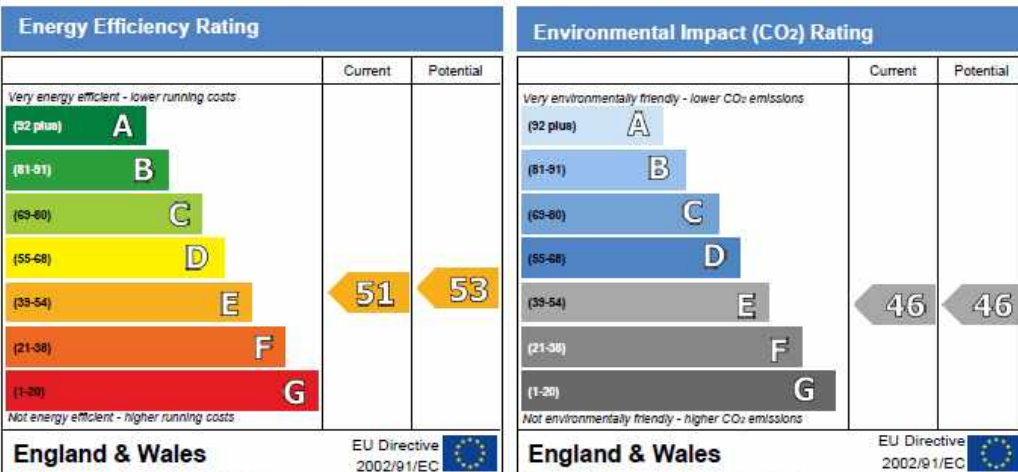 Energy Efficiency Rating
Current Potential
Very energy efficient - lower running costs
(92 plus) A
(81-91) B
(69-80) C
(55-68) D
(39-54) E
51 53
(21-38) F
(1-20) G
Not energy efficient - higher running costs
England & Wales
EU Directive
2002/91/EC
Environmental Impact (CO₂) Rating
Current Potential
Very environmentally friendly - lower CO₂ emissions
(92 plus) A
(81-91) B
(69-80) C
(55-68) D
(39-54) E
46 46
(21-38) F
(1-20) G
Not environmentally friendly - higher CO₂ emissions
England & Wales
EU Directive
2002/91/EC